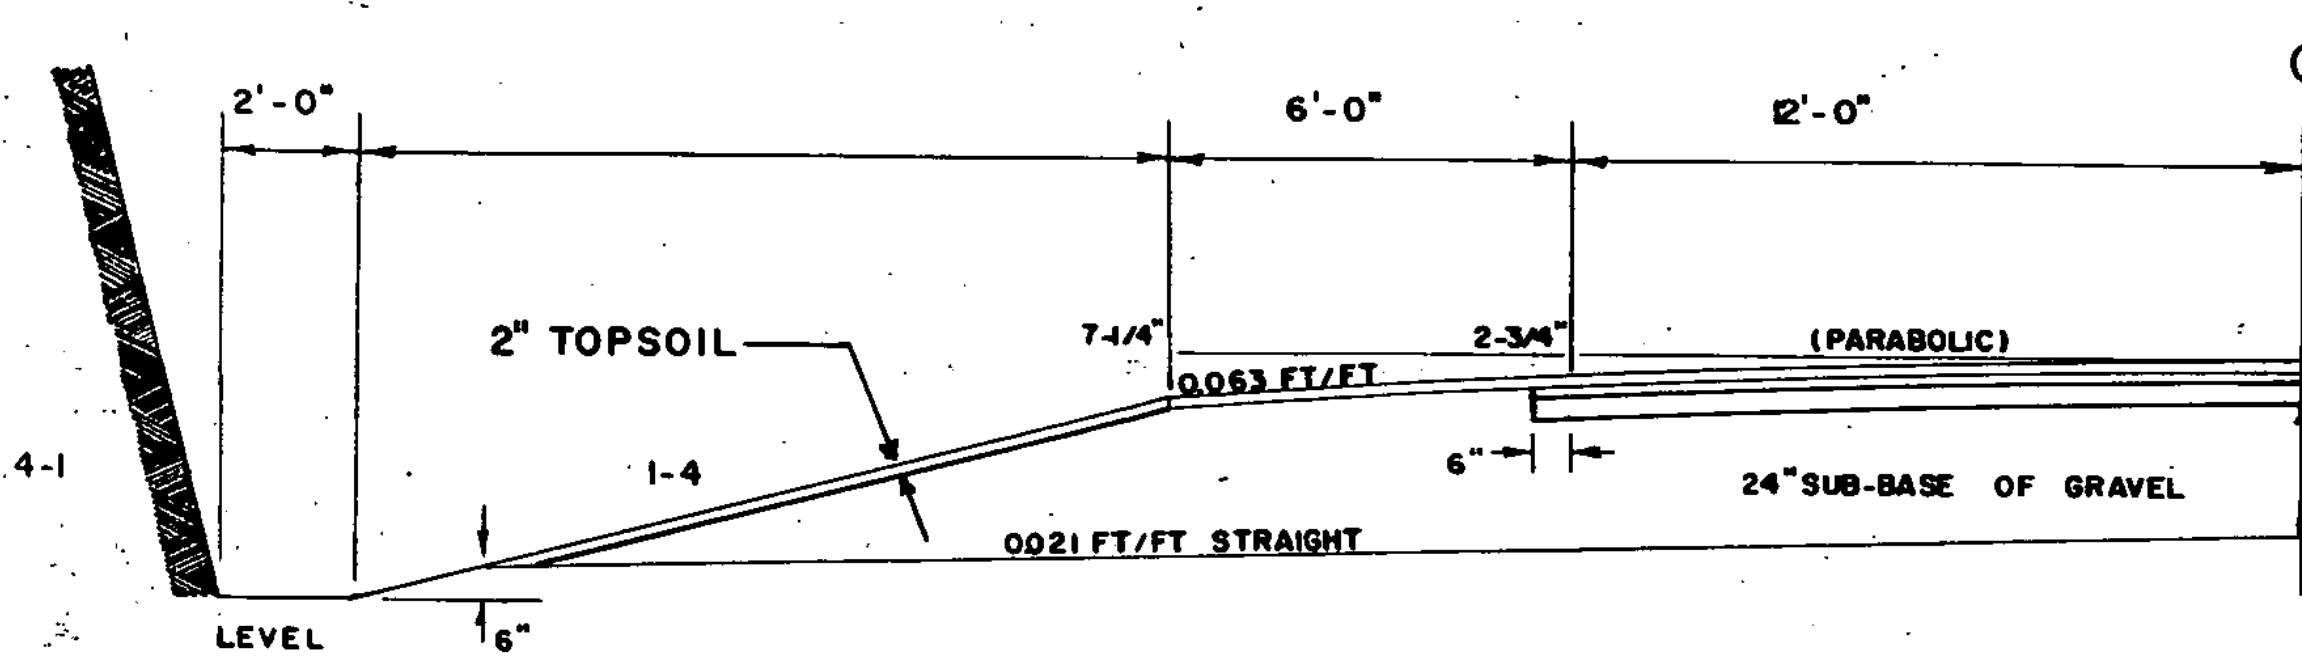 2'-0"
6'-0"
12'-0"
2" TOPSOIL
7-1/4"
2-3/4"
(PARABOLIC)
0.063 FT/FT
4-1
1-4
6"
24" SUB-BASE OF GRAVEL
0.021 FT/FT STRAIGHT
LEVEL
6"